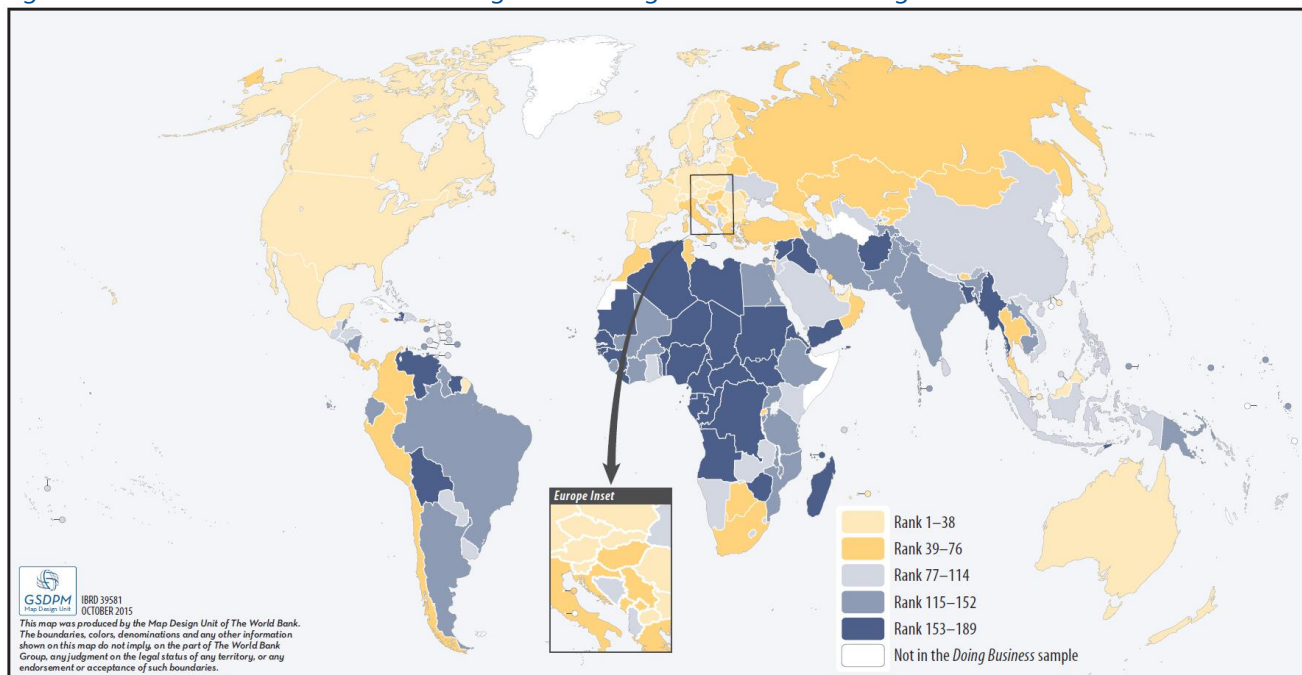 Europe Inset
Rank 1–38
Rank 39–76
Rank 77–114
Rank 115–152
Rank 153–189
Not in the Doing Business sample
GSDPM
Map Design Unit
IBRD 39581
OCTOBER 2015
This map was produced by the Map Design Unit of The World Bank.
The boundaries, colors, denominations and any other information
shown on this map do not imply, on the part of The World Bank
Group, any judgment on the legal status of any territory, or any
endorsement or acceptance of such boundaries.